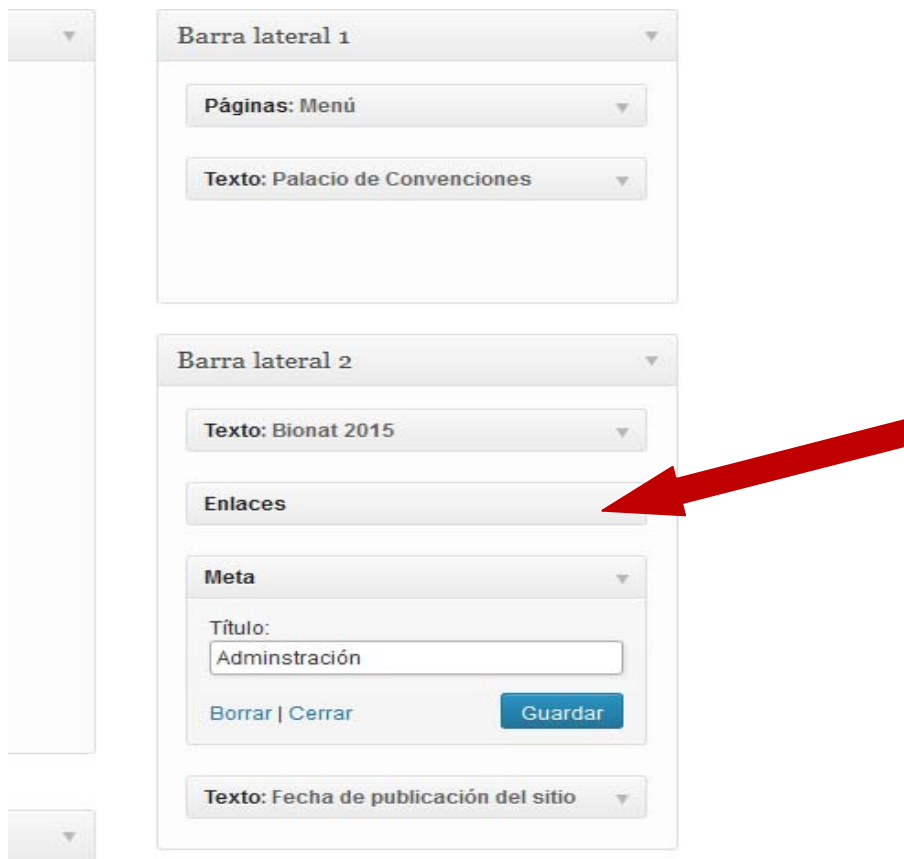 Barra lateral 1
Páginas: Menú
Texto: Palacio de Convenciones
Barra lateral 2
Texto: Bionat 2015
Enlaces
Meta
Título:
Adminstración
Borrar | Cerrar
Guardar
Texto: Fecha de publicación del sitio